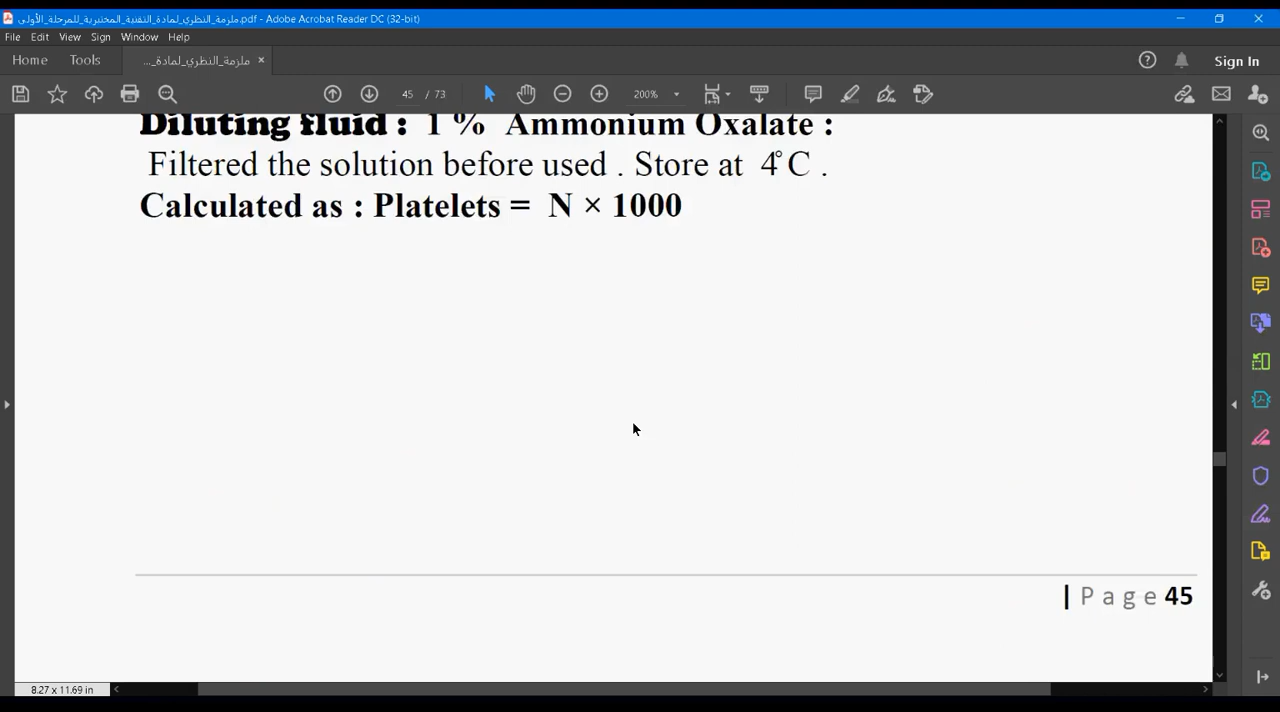 ملزمة_النظري_لمادة_التقنية_المختبرية_للمرحلة_الأولى.pdf - Adobe Acrobat Reader DC (32-bit)
File Edit View Sign Window Help
Home Tools ملزمة_النظري_لمادة_... × Sign In
45 / 73 200%
Diluting fluid : 1 % Ammonium Oxalate :
Filtered the solution before used . Store at 4°C .
Calculated as : Platelets = N × 1000
| Page 45
8.27 x 11.69 in